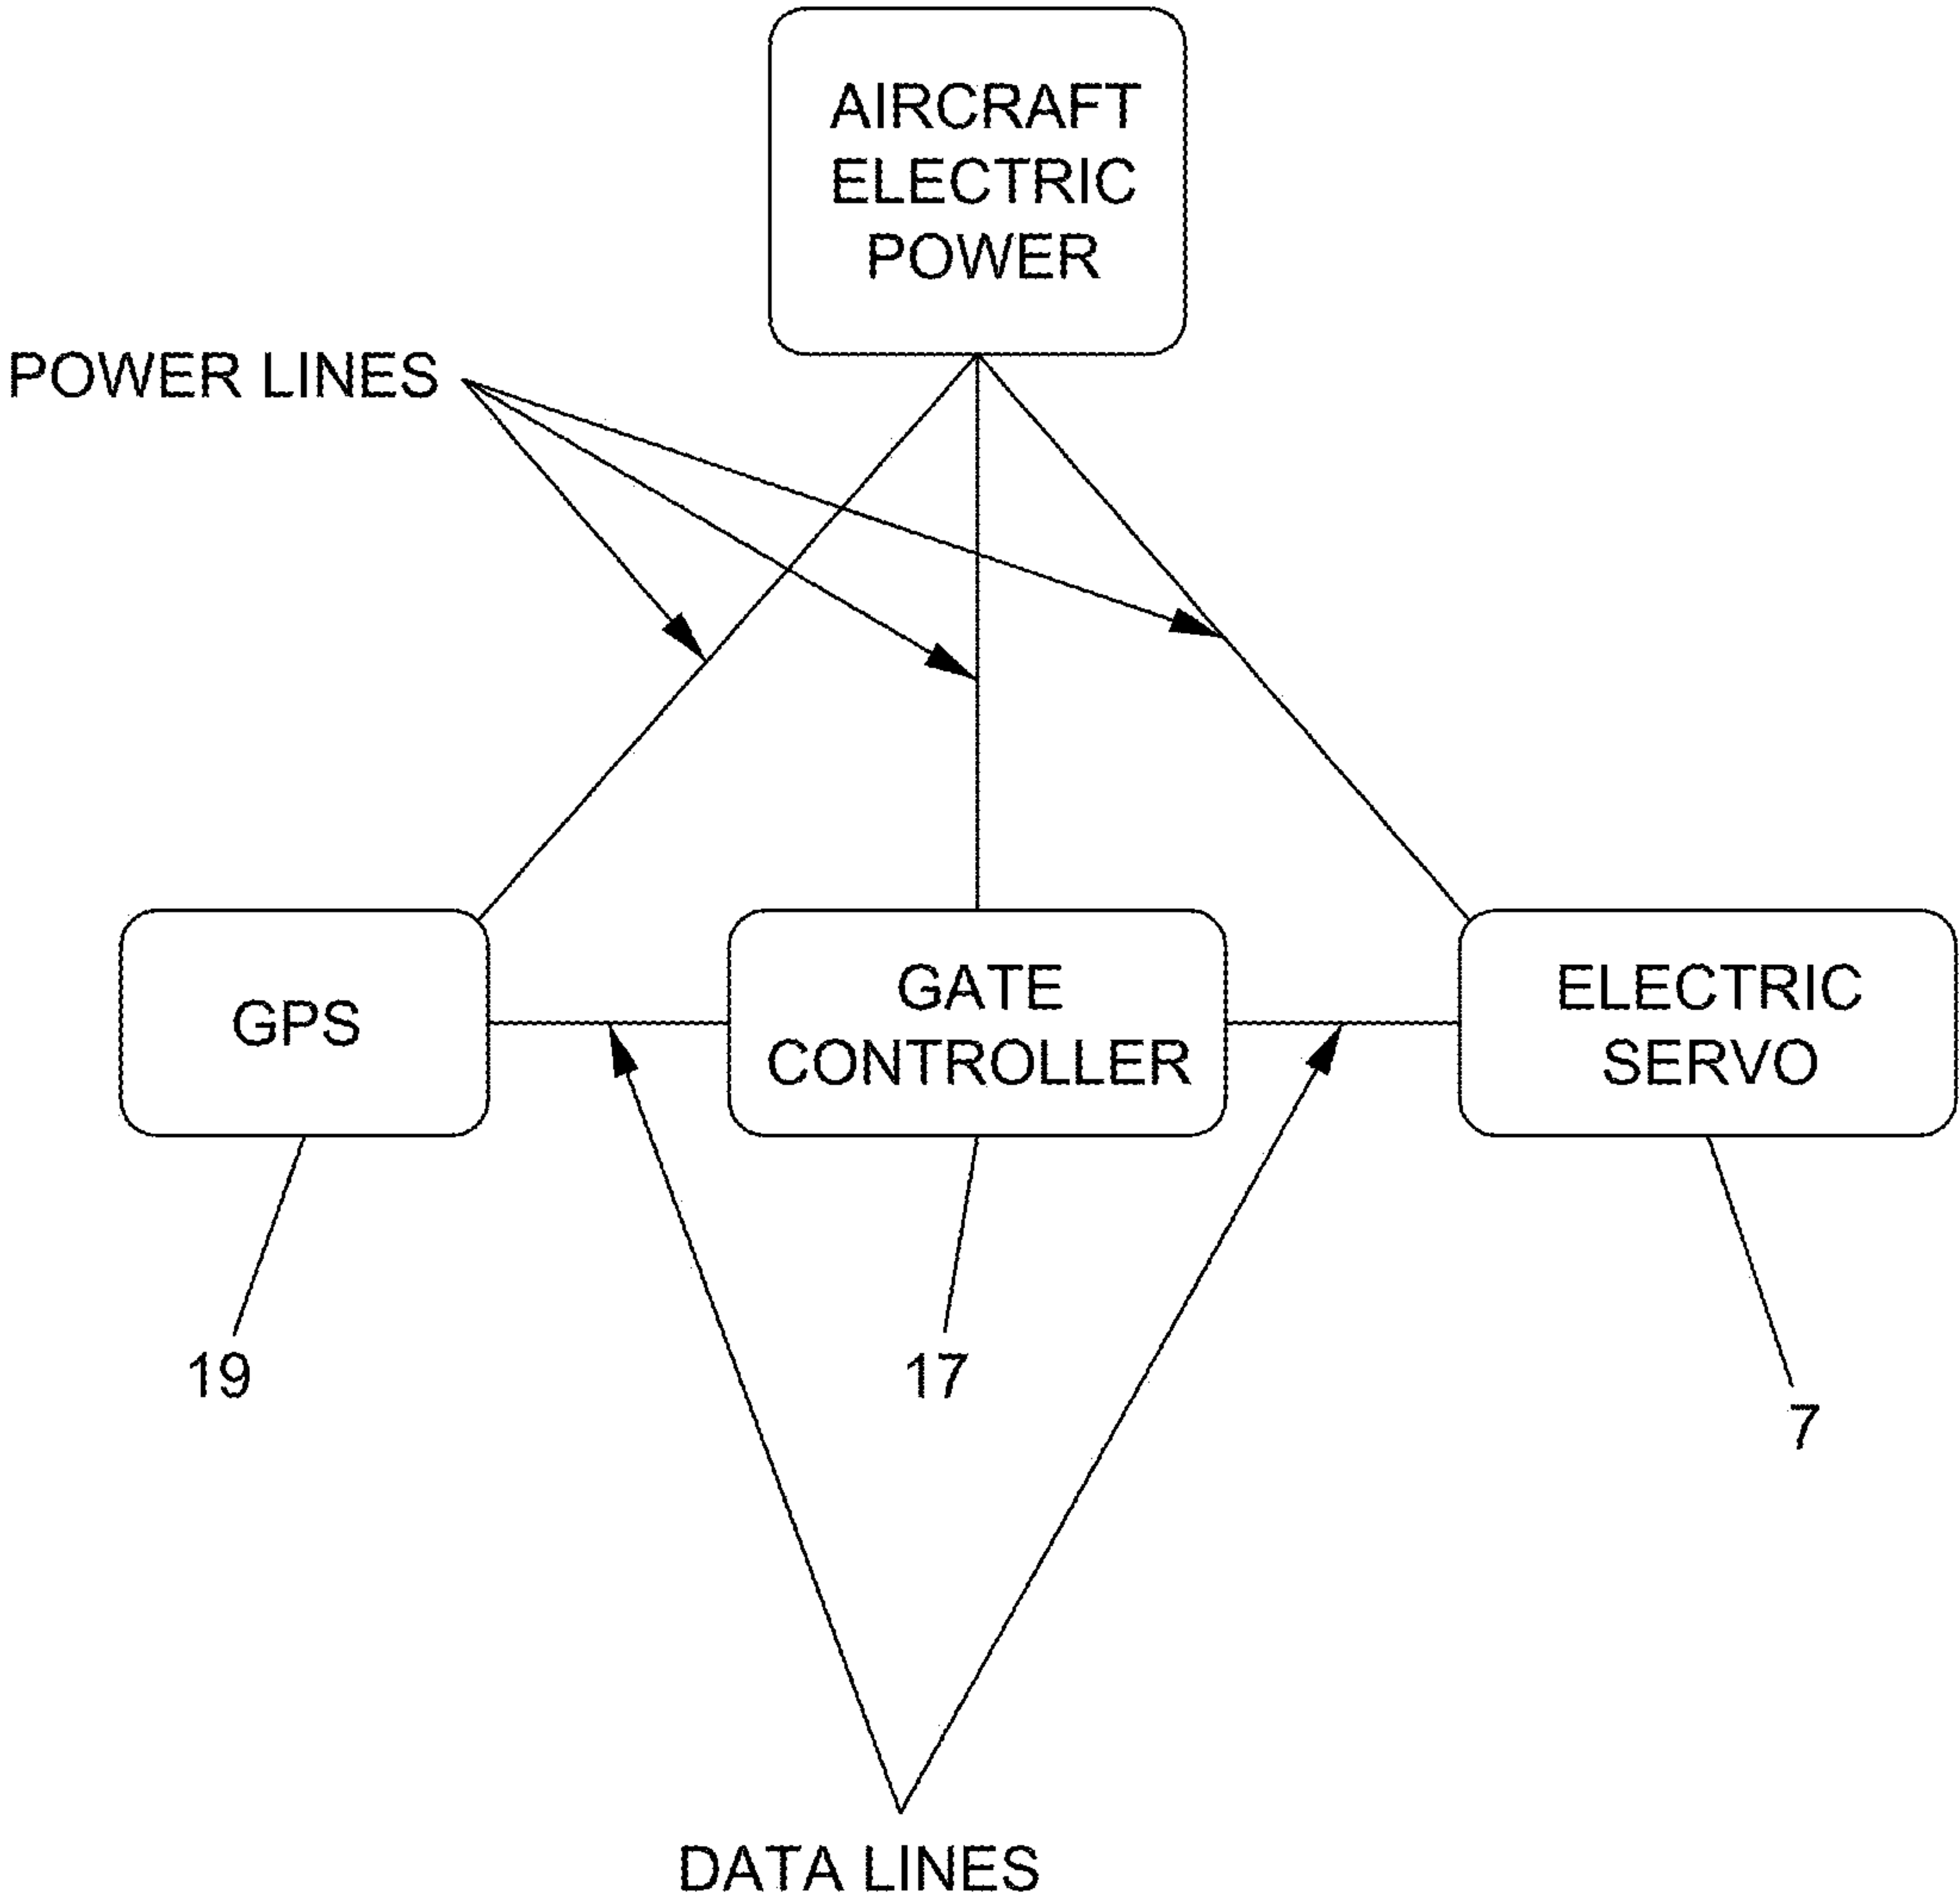 AIRCRAFT
ELECTRIC
POWER
POWER LINES
GPS
GATE
CONTROLLER
ELECTRIC
SERVO
19
17
7
DATA LINES